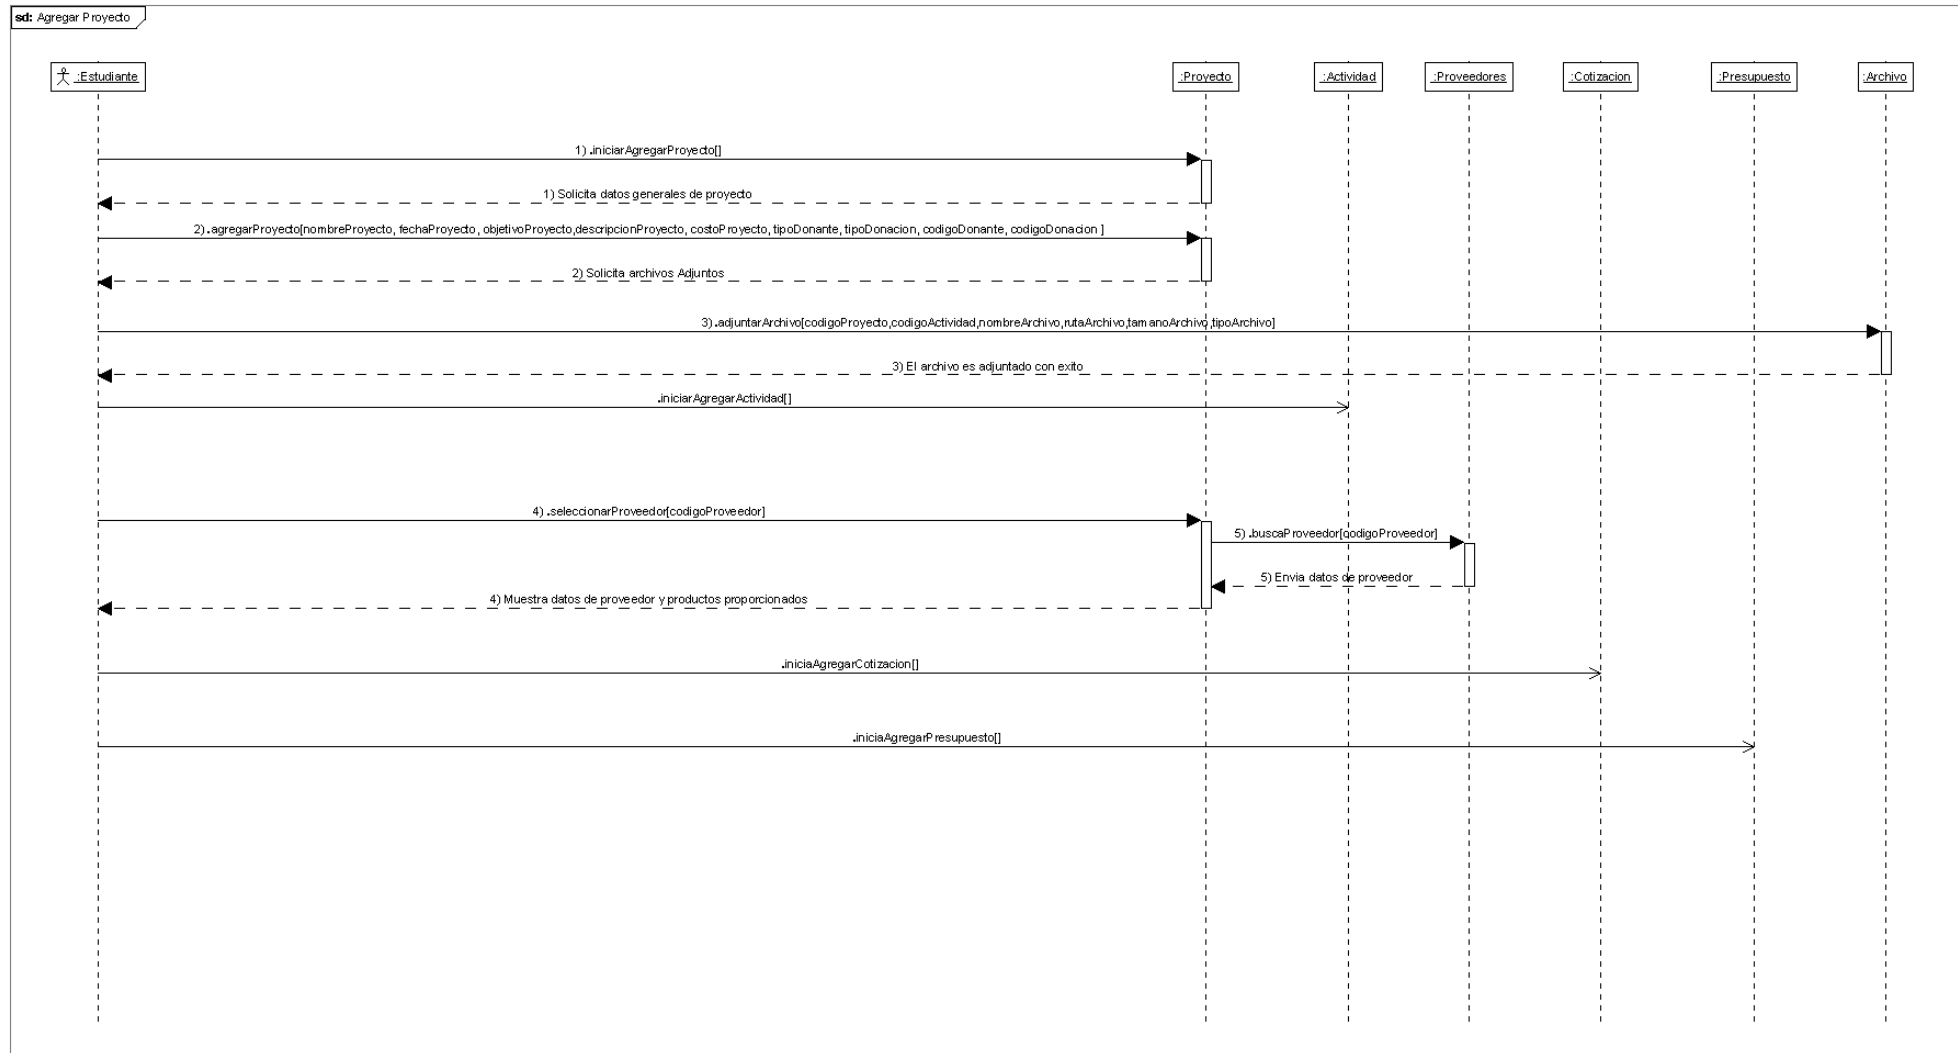 sd: Agregar Proyecto
:Estudiante
:Proyecto
:Actividad
:Proveedores
:Cotizacion
:Presupuesto
:Archivo
1) .iniciarAgregarProyecto[]
1) Solicita datos generales de proyecto
2) .agregarProyecto[nombreProyecto, fechaProyecto, objetivoProyecto,descripcionProyecto, costoProyecto, tipoDonante, tipoDonacion, codigoDonante, codigoDonacion ]
2) Solicita archivos Adjuntos
3) .adjuntarArchivo[codigoProyecto,codigoActividad,nombreArchivo,rutaArchivo,tamanoArchivo,tipoArchivo]
3) El archivo es adjuntado con exito
.iniciarAgregarActividad[]
4) .seleccionarProveedor[codigoProveedor]
5) .buscaProveedor[codigoProveedor]
5) Envia datos de proveedor
4) Muestra datos de proveedor y productos proporcionados
.iniciaAgregarCotizacion[]
.iniciaAgregarPresupuesto[]